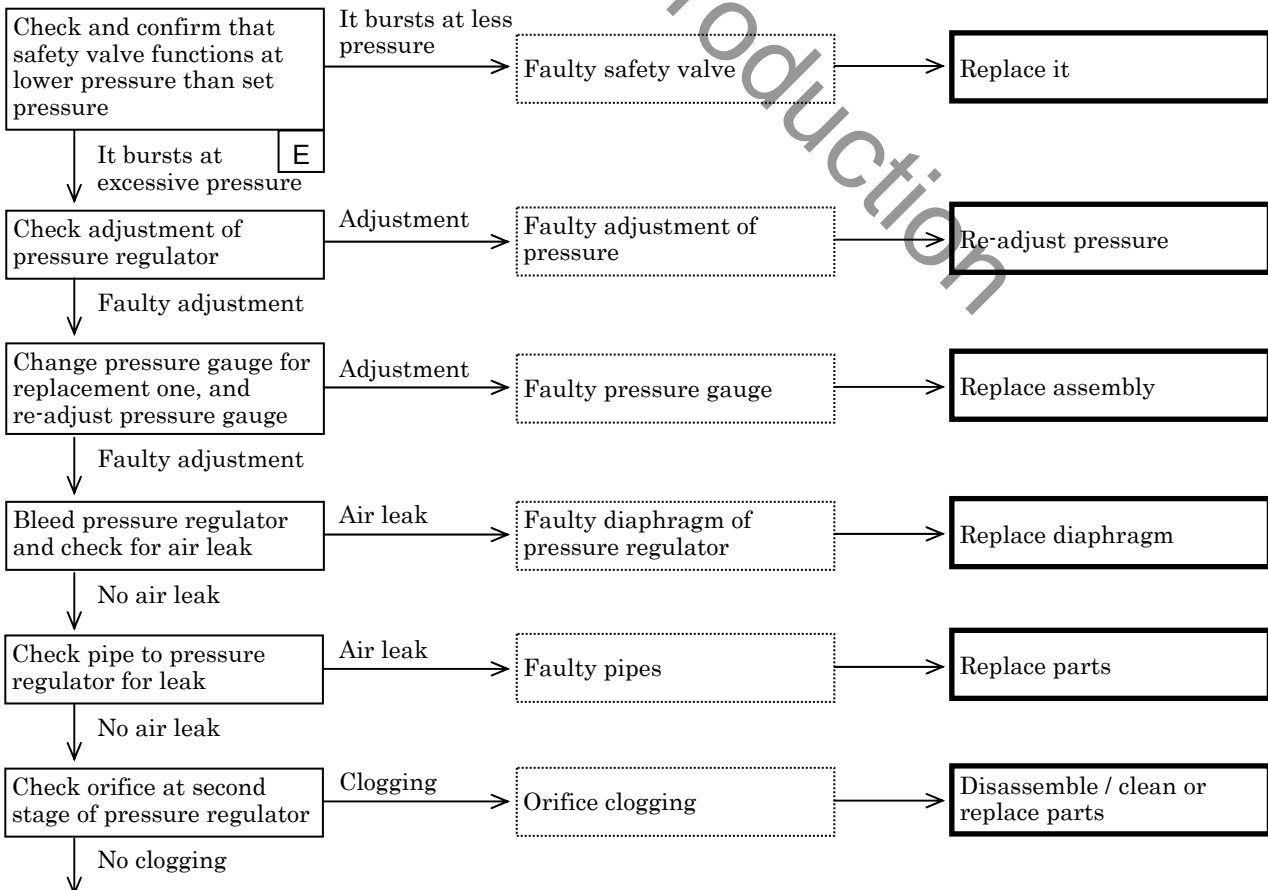 Check and confirm that
safety valve functions at
lower pressure than set
pressure
It bursts at less
pressure
Faulty safety valve
Replace it
E
It bursts at
excessive pressure
Check adjustment of
pressure regulator
Adjustment
Faulty adjustment of
pressure
Re-adjust pressure
Faulty adjustment
Change pressure gauge for
replacement one, and
re-adjust pressure gauge
Adjustment
Faulty pressure gauge
Replace assembly
Faulty adjustment
Bleed pressure regulator
and check for air leak
Air leak
Faulty diaphragm of
pressure regulator
Replace diaphragm
No air leak
Check pipe to pressure
regulator for leak
Air leak
Faulty pipes
Replace parts
No air leak
Check orifice at second
stage of pressure regulator
Clogging
Orifice clogging
Disassemble / clean or
replace parts
No clogging